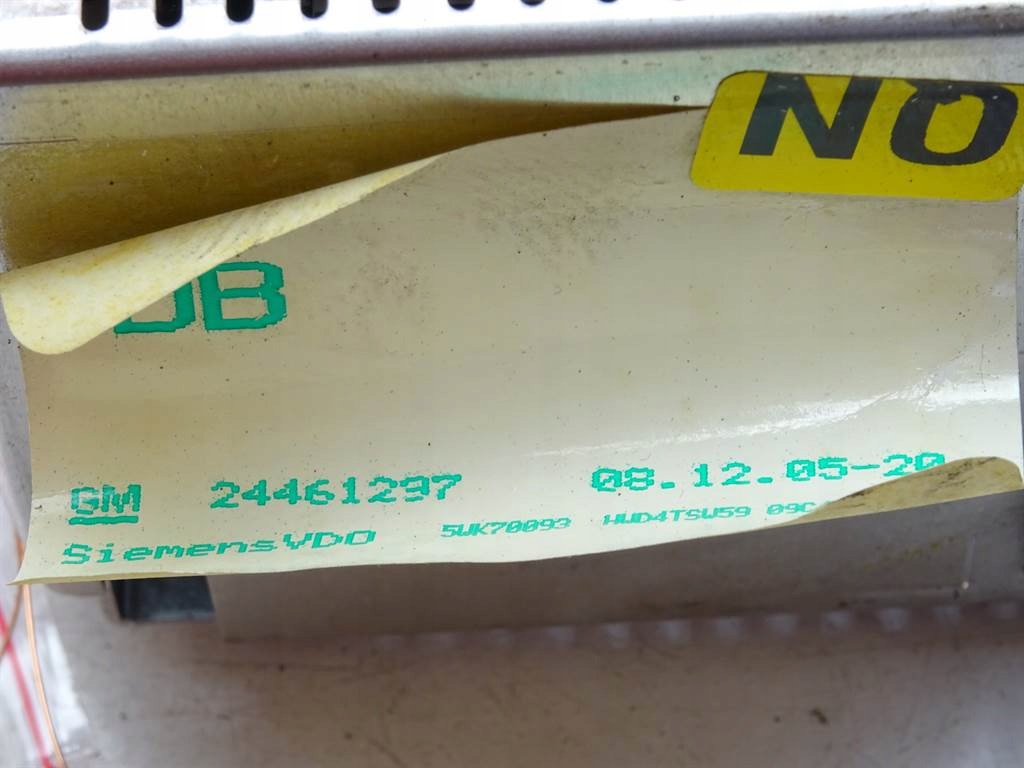 NO
DB
GM 24461297 08.12.05-20
SiemensVDO 5WK70093 HWD4TSW59 09C